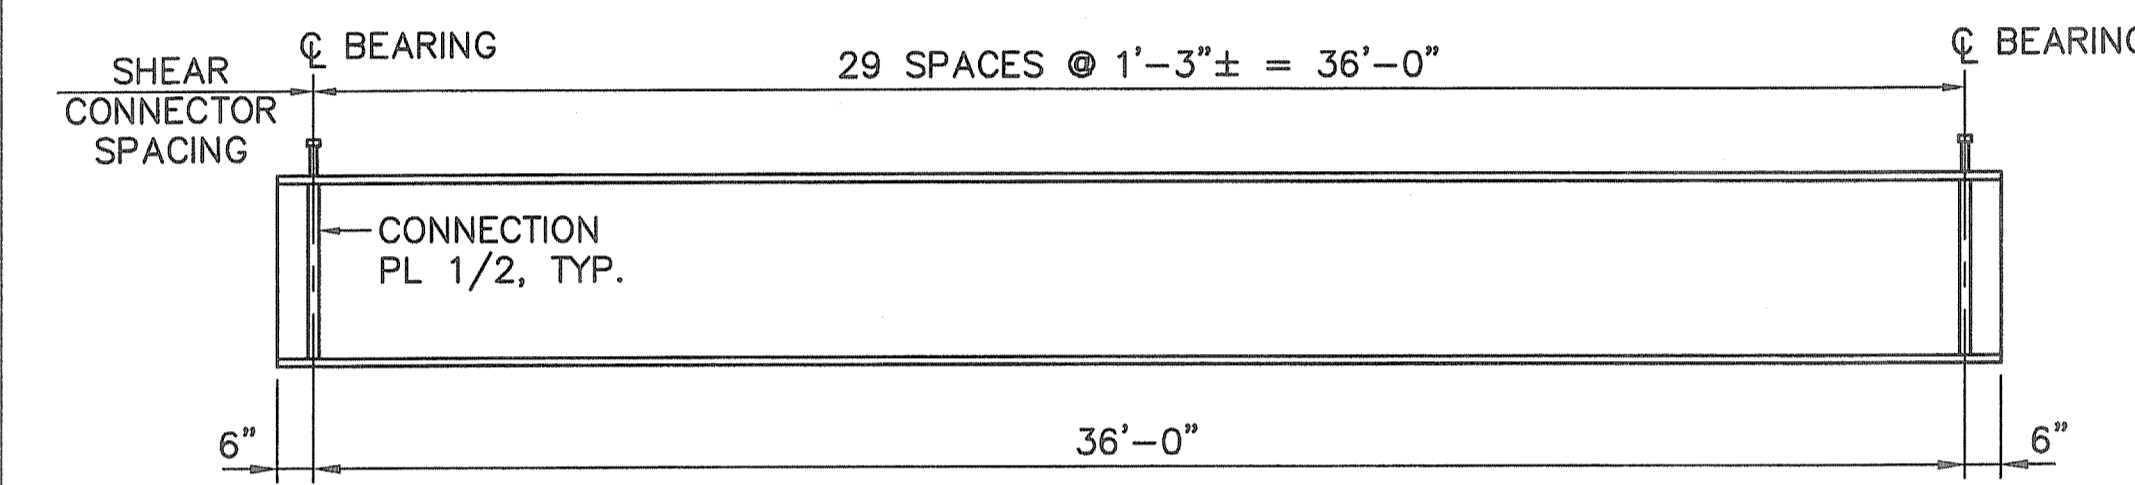 ℄ BEARING
29 SPACES @ 1'-3"± = 36'-0"
℄ BEARING
SHEAR
CONNECTOR
SPACING
CONNECTION
PL 1/2, TYP.
6"
36'-0"
6"